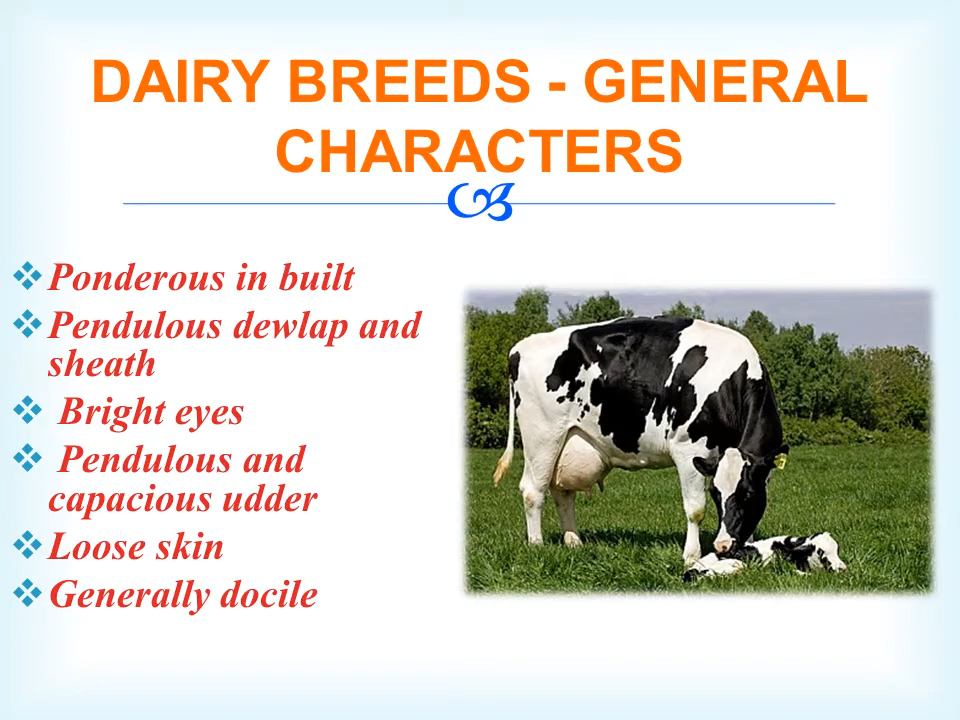 DAIRY BREEDS - GENERAL
CHARACTERS
Ponderous in built
Pendulous dewlap and
sheath
Bright eyes
Pendulous and
capacious udder
Loose skin
Generally docile